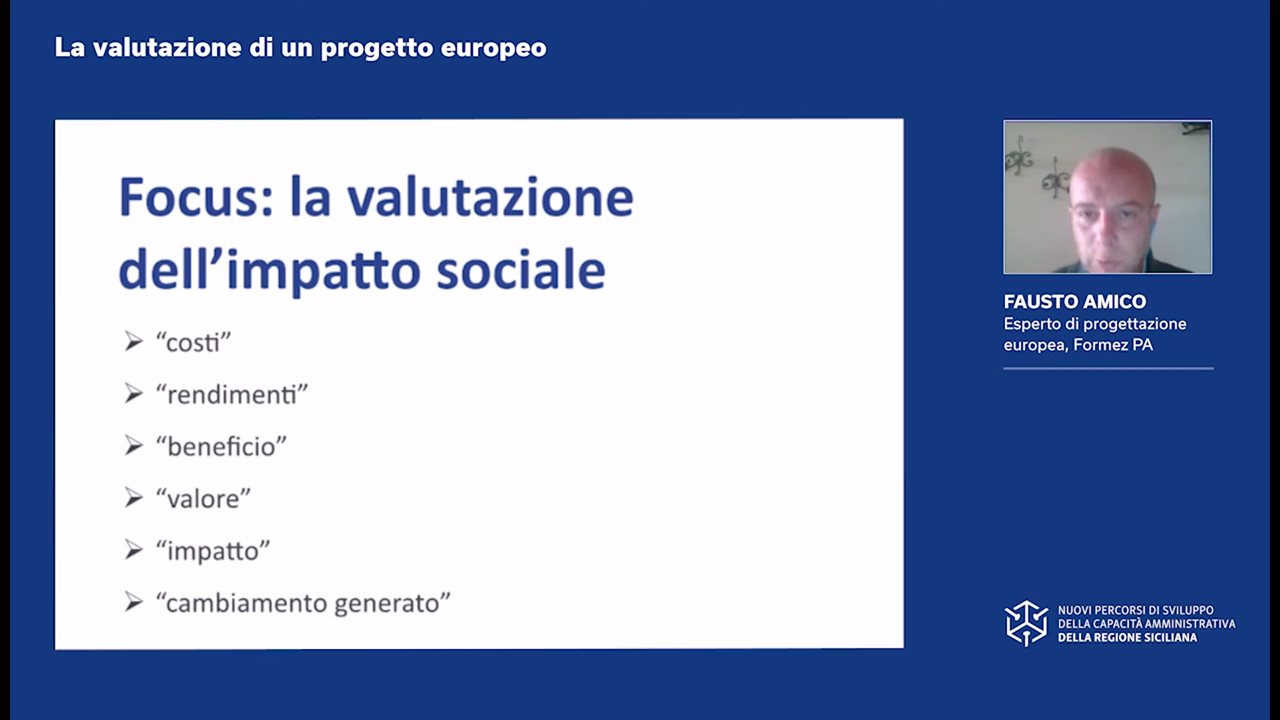 La valutazione di un progetto europeo
Focus: la valutazione
dell’impatto sociale
➢ “costi”
➢ “rendimenti”
➢ “beneficio”
➢ “valore”
➢ “impatto”
➢ “cambiamento generato”
FAUSTO AMICO
Esperto di progettazione
europea, Formez PA
NUOVI PERCORSI DI SVILUPPO
DELLA CAPACITÀ AMMINISTRATIVA
DELLA REGIONE SICILIANA